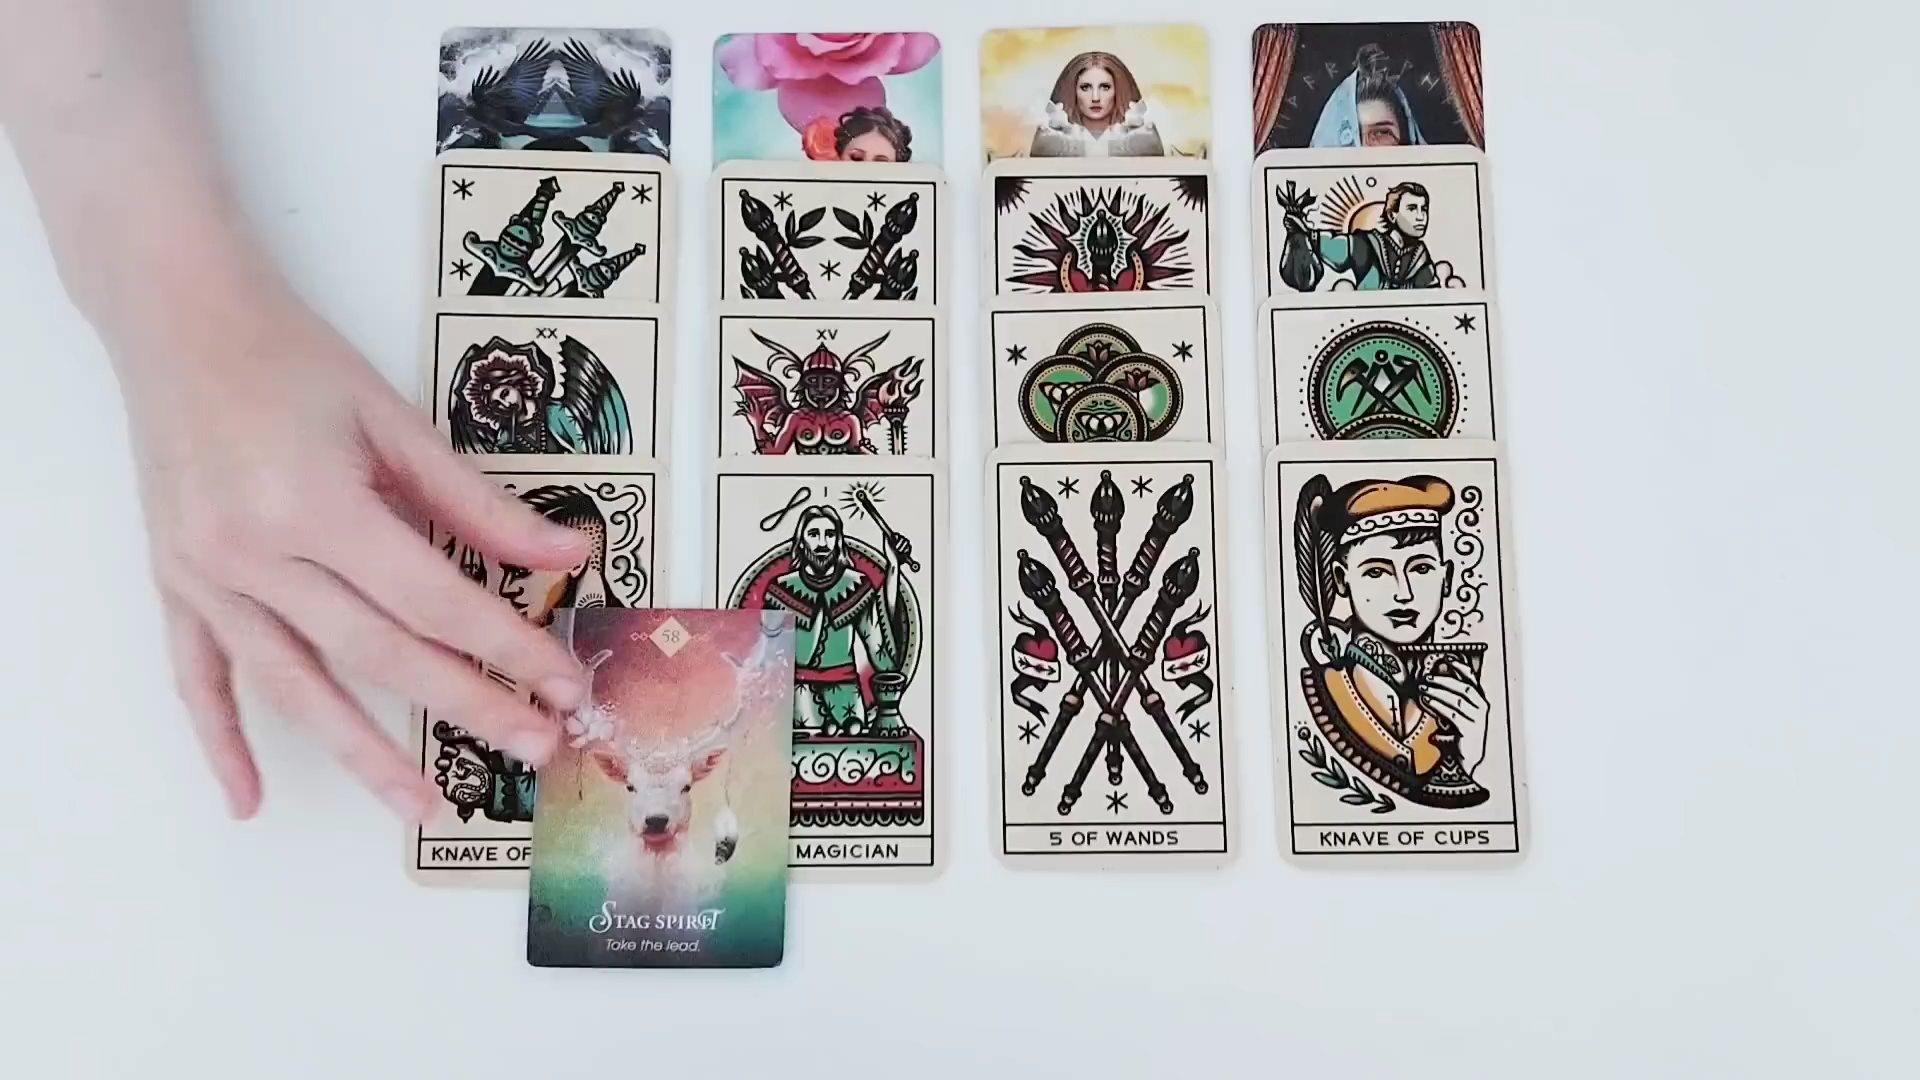 XX
XV
I
58
KNAVE OF
MAGICIAN
5 OF WANDS
KNAVE OF CUPS
STAG SPIRIT
Take the lead.